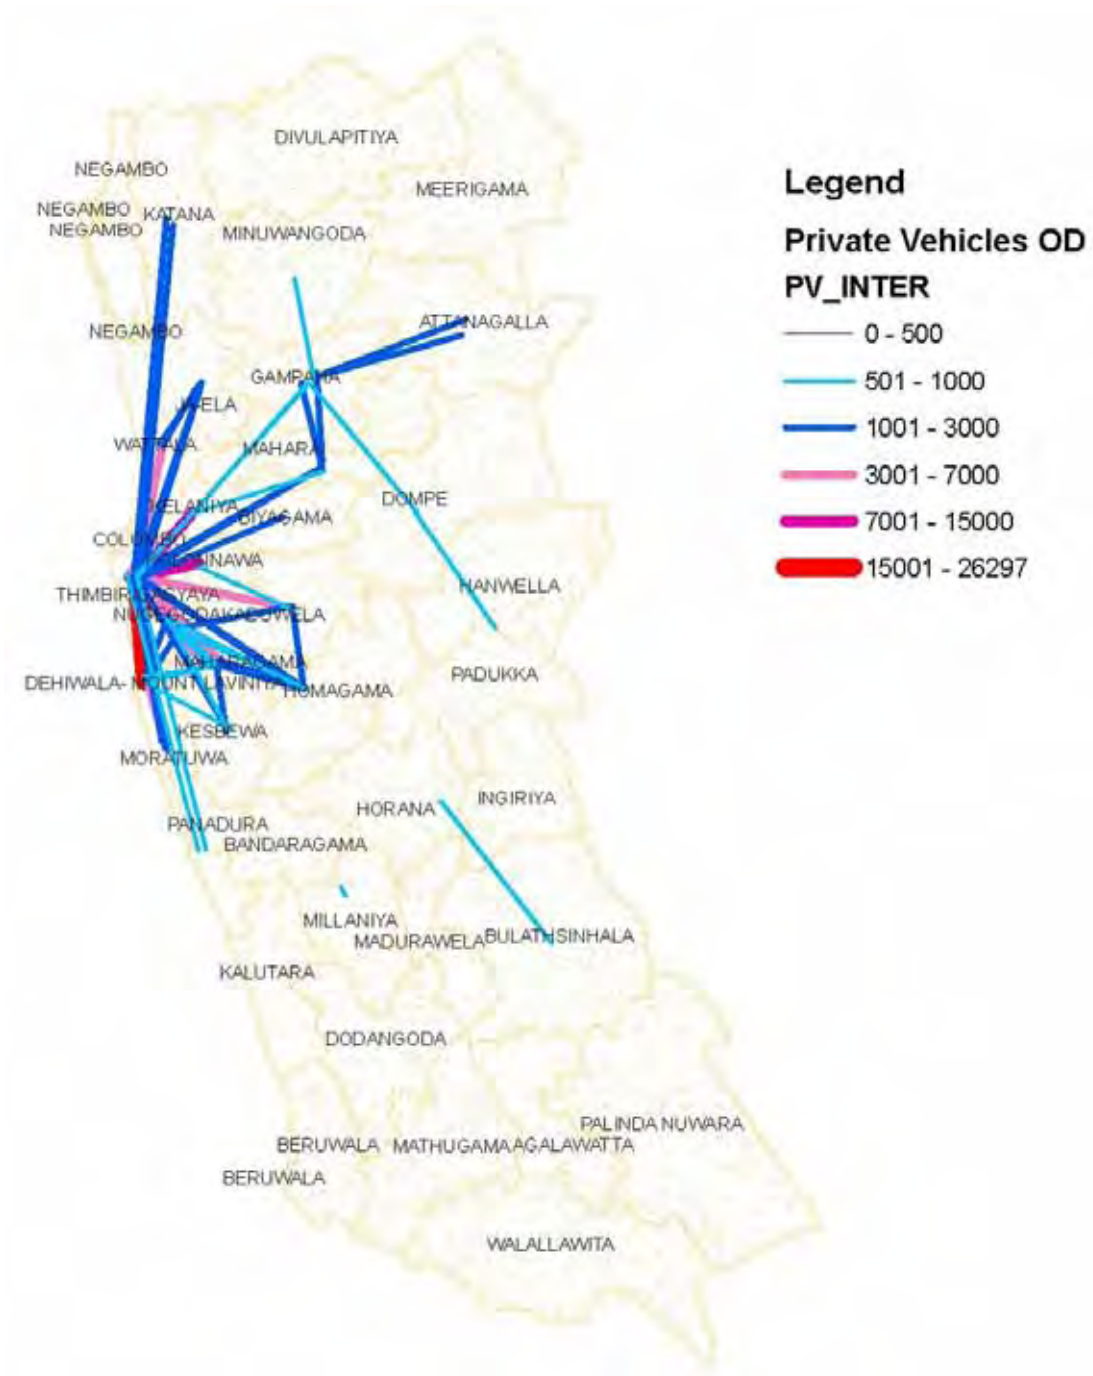 DIVULAPITIYA
NEGAMBO
MEERIGAMA
NEGAMBO
KATANA
NEGAMBO
MINUWANGODA
NEGAMBO
ATTANAGALLA
GAMPAHA
JA-ELA
WATTALA
MAHARA
DOMPE
KELANIYA
BIYAGAMA
COLOMBO
HANWELLA
THIMBIRIGASYAYA
NUGEGODA
KADUWELA
MAHARAGAMA
PADUKKA
DEHIWALA-MOUNT LAVINIYA
HOMAGAMA
KESBEWA
MORATUWA
INGIRIYA
HORANA
PANADURA
BANDARAGAMA
MILLANIYA
MADURAWELA
BULATHSINHALA
KALUTARA
DODANGODA
PALINDA NUWARA
BERUWALA
MATHUGAMA
AGALAWATTA
BERUWALA
WALALLAWITA
Legend
Private Vehicles OD
PV_INTER
0 - 500
501 - 1000
1001 - 3000
3001 - 7000
7001 - 15000
15001 - 26297